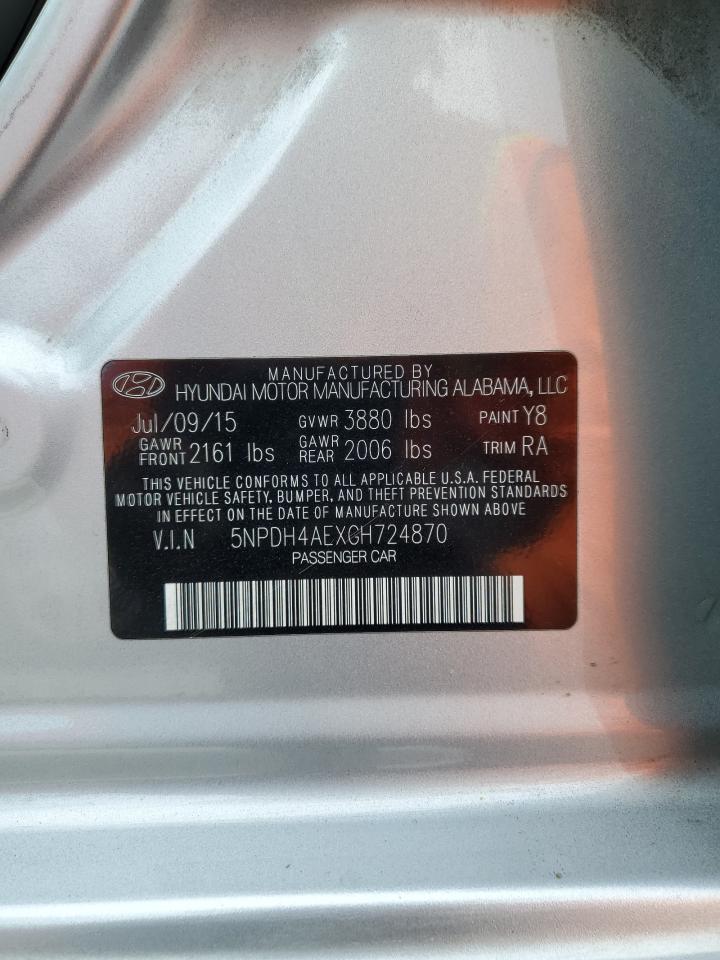 MANUFACTURED BY
HYUNDAI MOTOR MANUFACTURING ALABAMA, LLC
Jul/09/15 GVWR 3880 lbs PAINT Y8
GAWR FRONT 2161 lbs GAWR REAR 2006 lbs TRIM RA
THIS VEHICLE CONFORMS TO ALL APPLICABLE U.S.A. FEDERAL
MOTOR VEHICLE SAFETY, BUMPER, AND THEFT PREVENTION STANDARDS
IN EFFECT ON THE DATE OF MANUFACTURE SHOWN ABOVE
V.I.N 5NPDH4AEXGH724870
PASSENGER CAR